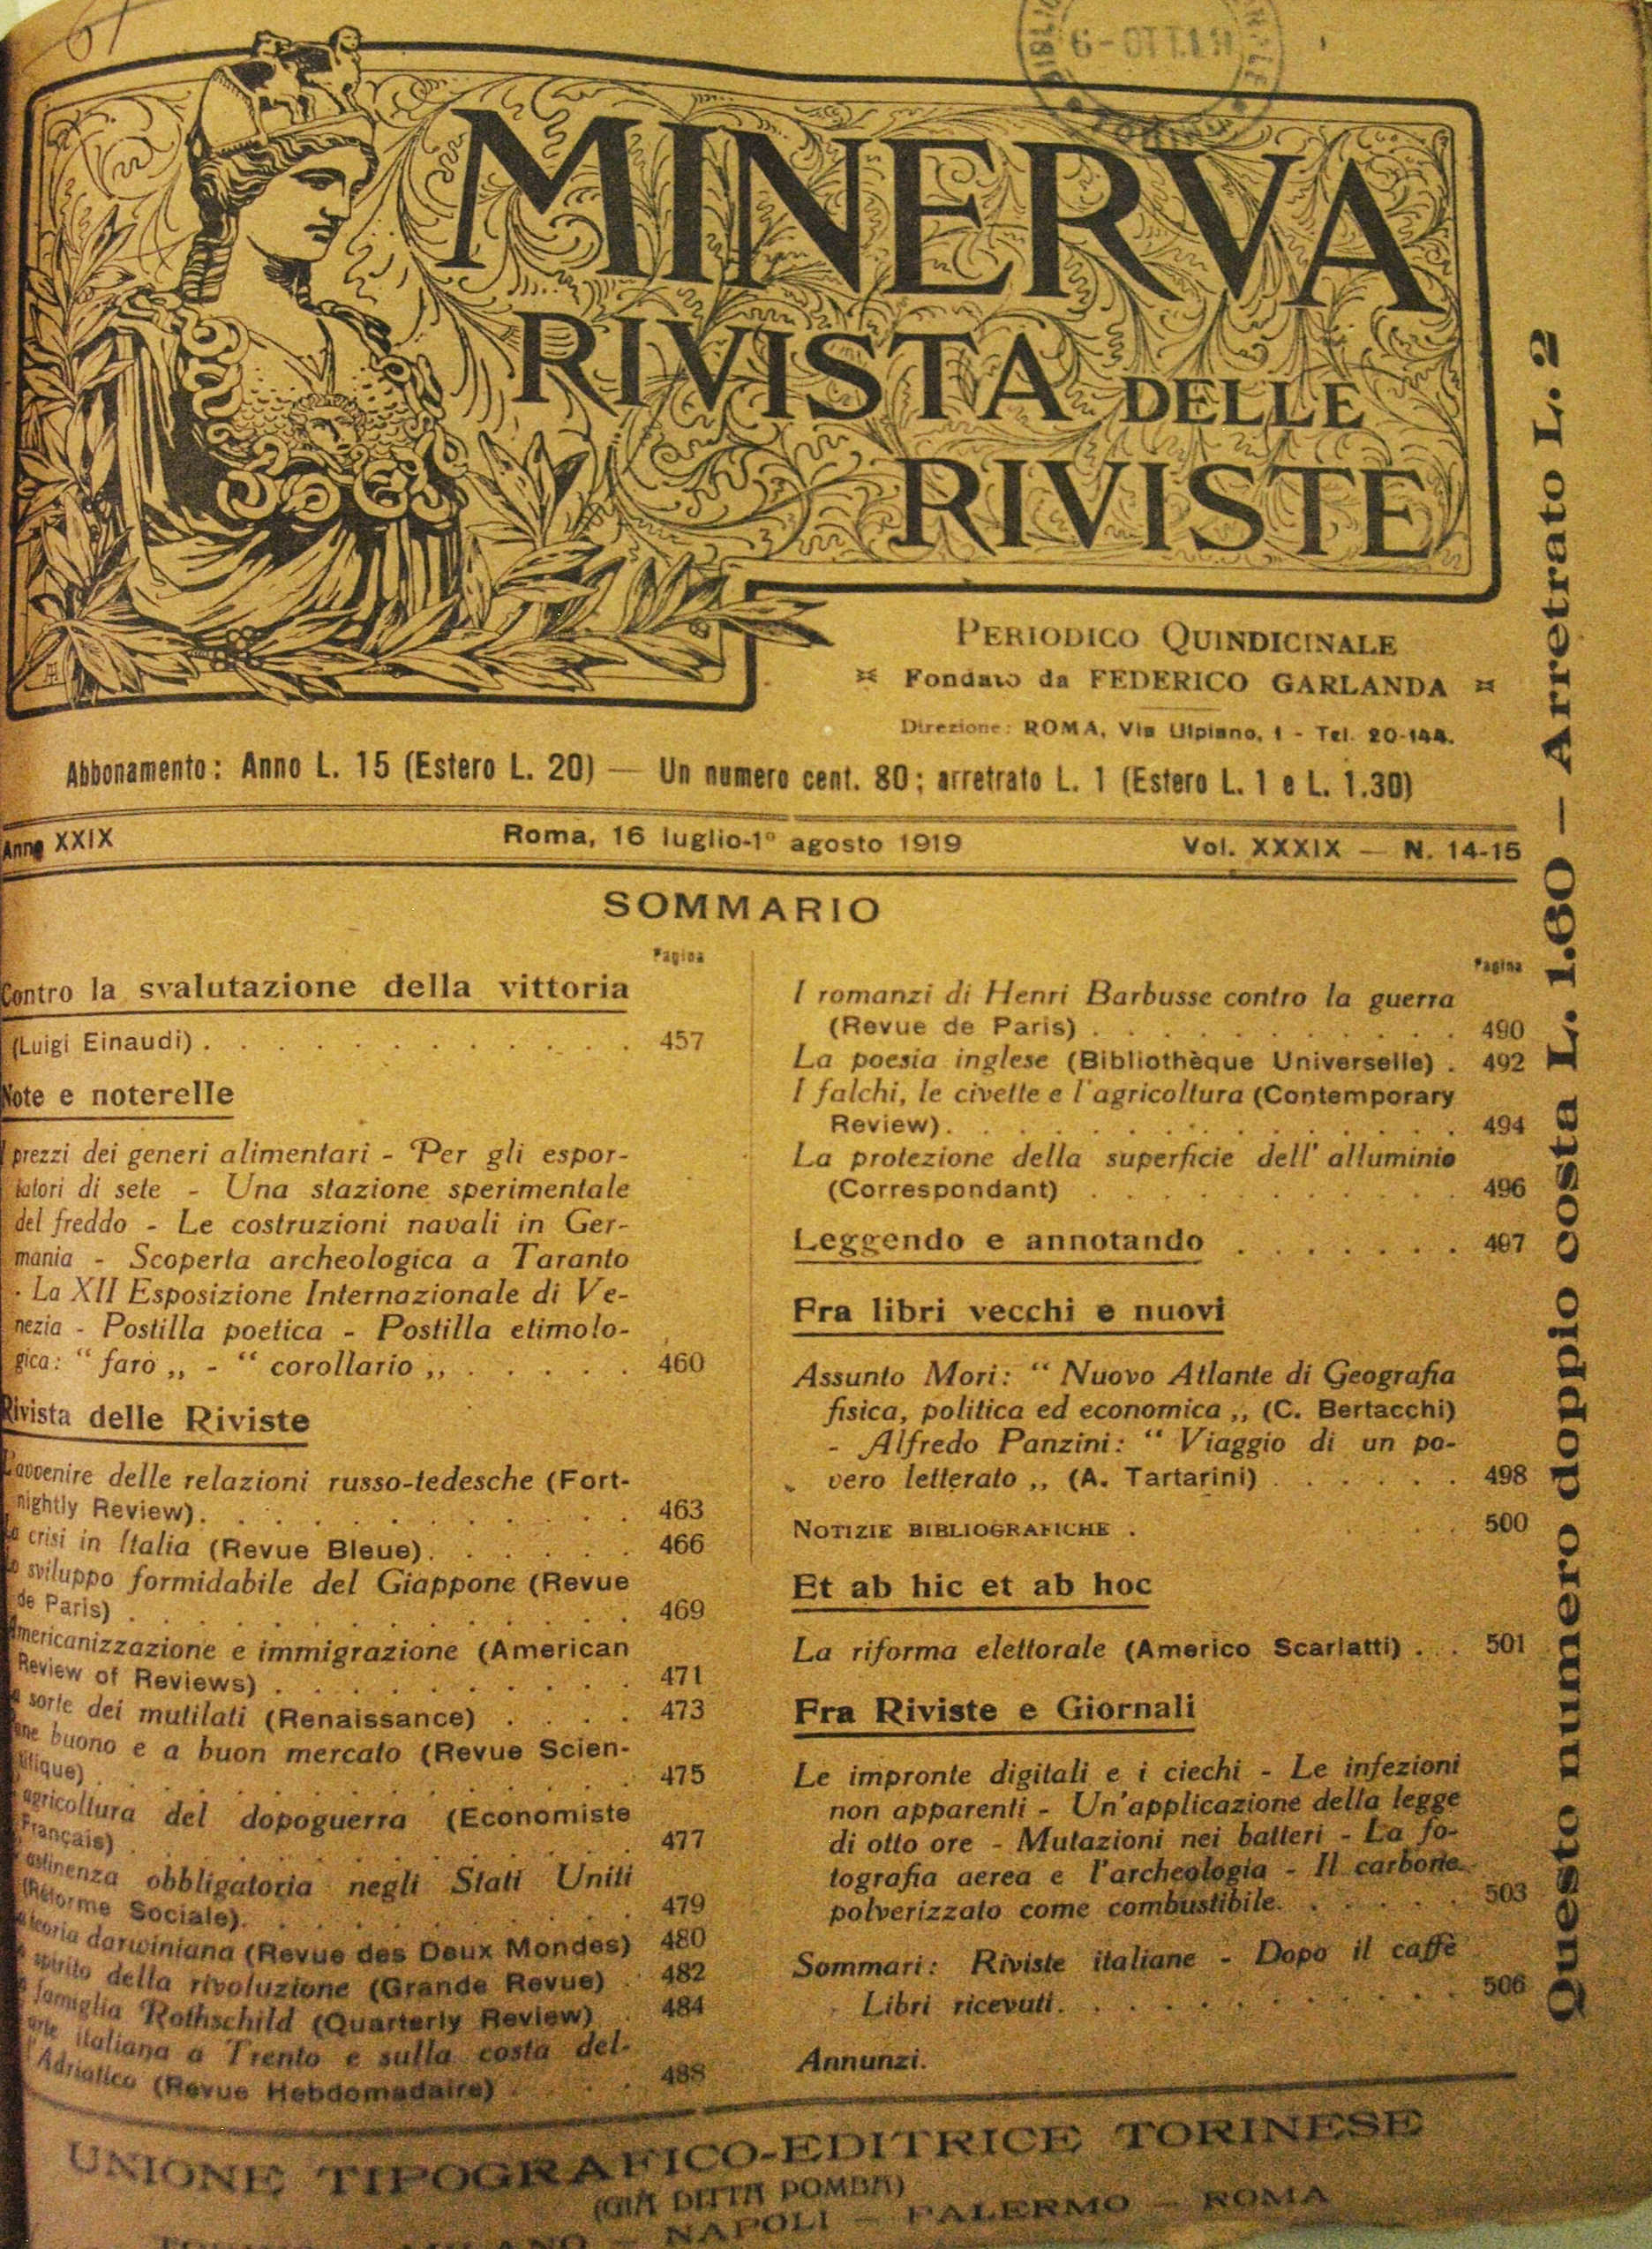 6-OTT.19
MINERVA
RIVISTA DELLE
RIVISTE
PERIODICO QUINDICINALE
Fondato da FEDERICO GARLANDA
Direzione: ROMA, Via Ulpiano, 1 - Tel. 20-144.
Abbonamento: Anno L. 15 (Estero L. 20) — Un numero cent. 80; arretrato L. 1 (Estero L. 1 e L. 1.30)
Anno XXIX Roma, 16 luglio-1º agosto 1919 Vol. XXXIX — N. 14-15
SOMMARIO
Pagina
Contro la svalutazione della vittoria
(Luigi Einaudi) . . . . . . . . . . . . . 457
Note e noterelle
I prezzi dei generi alimentari - Per gli espor-
tatori di sete - Una stazione sperimentale
del freddo - Le costruzioni navali in Ger-
mania - Scoperta archeologica a Taranto
- La XII Esposizione Internazionale di Ve-
nezia - Postilla poetica - Postilla etimolo-
gica: “ farò „ - “ corollario „ . . . . . . 460
Rivista delle Riviste
L'avvenire delle relazioni russo-tedesche (Fort-
nightly Review). . . . . . . . . . . . . 463
La crisi in Italia (Revue Bleue). . . . . . . 466
Lo sviluppo formidabile del Giappone (Revue
de Paris) . . . . . . . . . . . . . . . 469
Americanizzazione e immigrazione (American
Review of Reviews) . . . . . . . . . . . 471
sorte dei mutilati (Renaissance) . . . . 473
buono e a buon mercato (Revue Scien-
tifique) . . . . . . . . . . . . . . . . 475
agricoltura del dopoguerra (Economiste
Français) . . . . . . . . . . . . . . . 477
astinenza obbligatoria negli Stati Uniti
(Réforme Sociale). . . . . . . . . . . . 479
teoria darwiniana (Revue des Deux Mondes) 480
spirito della rivoluzione (Grande Revue) . 482
famiglia Rothschild (Quarterly Review) . 484
arte italiana a Trento e sulla costa del-
l'Adriatico (Revue Hebdomadaire) . . . . 488
Pagina
I romanzi di Henri Barbusse contro la guerra
(Revue de Paris) . . . . . . . . . . . . 490
La poesia inglese (Bibliothèque Universelle) . 492
I falchi, le civette e l'agricoltura (Contemporary
Review). . . . . . . . . . . . . . . . 494
La protezione della superficie dell' alluminio
(Correspondant) . . . . . . . . . . . . 496
Leggendo e annotando . . . . . . . 497
Fra libri vecchi e nuovi
Assunto Mori: “ Nuovo Atlante di Geografia
fisica, politica ed economica „ (C. Bertacchi)
- Alfredo Panzini: “ Viaggio di un po-
vero letterato „ (A. Tartarini) . . . . . . 498
NOTIZIE BIBLIOGRAFICHE . . . . 500
Et ab hic et ab hoc
La riforma elettorale (Americo Scarlatti) . . . 501
Fra Riviste e Giornali
Le impronte digitali e i ciechi - Le infezioni
non apparenti - Un'applicazione della legge
di otto ore - Mutazioni nei batteri - La fo-
tografia aerea e l'archeologia - Il carbone
polverizzato come combustibile. . . . . . 503
Sommari: Riviste italiane - Dopo il caffè
Libri ricevuti. . . . . . . . . . . . . 506
Annunzi.
UNIONE TIPOGRAFICO-EDITRICE TORINESE
(GIÀ DITTA POMBA)
MILANO — NAPOLI — PALERMO — ROMA
Questo numero doppio costa L. 1.60 — Arretrato L. 2